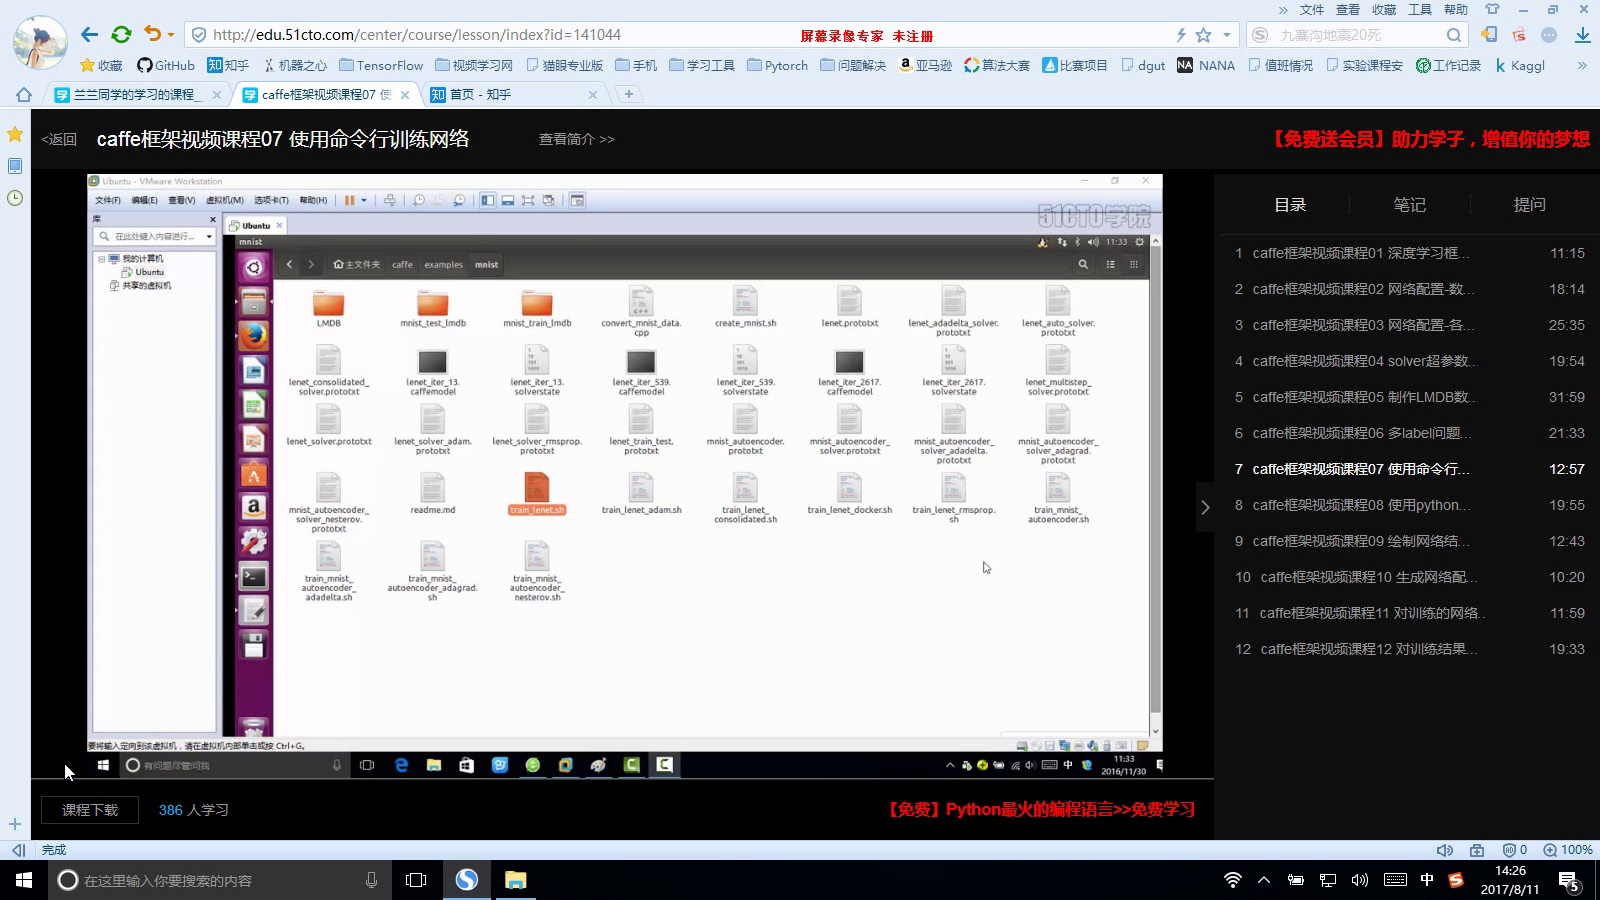 » 文件 查看 收藏 工具 帮助
http://edu.51cto.com/center/course/lesson/index?id=141044
屏幕录像专家 未注册
九寨沟地震20死
收藏 GitHub 知乎 机器之心 TensorFlow 视频学习网 猫眼专业版 手机 学习工具 Pytorch 问题解决 亚马逊 算法大赛 比赛项目 dgut NANA 值班情况 实验课程安 工作记录 Kaggl »
兰兰同学的学习的课程_ caffe框架视频课程07 使 首页 - 知乎
<返回 caffe框架视频课程07 使用命令行训练网络 查看简介 >>
【免费送会员】助力学子，增值你的梦想
Ubuntu - VMware Workstation
文件(F) 编辑(E) 查看(V) 虚拟机(M) 选项卡(T) 帮助(H)
51CTO学院
库
Ubuntu
在此处键入内容进行...
mnist 11:33
我的计算机
Ubuntu
共享的虚拟机
主文件夹 caffe examples mnist
LMDB mnist_test_lmdb mnist_train_lmdb convert_mnist_data.cpp create_mnist.sh lenet.prototxt lenet_adadelta_solver.prototxt lenet_auto_solver.prototxt
lenet_consolidated_solver.prototxt lenet_iter_13.caffemodel lenet_iter_13.solverstate lenet_iter_539.caffemodel lenet_iter_539.solverstate lenet_iter_2617.caffemodel lenet_iter_2617.solverstate lenet_multistep_solver.prototxt
lenet_solver.prototxt lenet_solver_adam.prototxt lenet_solver_rmsprop.prototxt lenet_train_test.prototxt mnist_autoencoder.prototxt mnist_autoencoder_solver.prototxt mnist_autoencoder_solver_adadelta.prototxt mnist_autoencoder_solver_adagrad.prototxt
mnist_autoencoder_solver_nesterov.prototxt readme.md train_lenet.sh train_lenet_adam.sh train_lenet_consolidated.sh train_lenet_docker.sh train_lenet_rmsprop.sh train_mnist_autoencoder.sh
train_mnist_autoencoder_adadelta.sh train_mnist_autoencoder_adagrad.sh train_mnist_autoencoder_nesterov.sh
要将输入定向到该虚拟机，请在虚拟机内部单击或按 Ctrl+G。
有问题尽管问我
中
11:33
2016/11/30
目录 笔记 提问
1 caffe框架视频课程01 深度学习框... 11:15
2 caffe框架视频课程02 网络配置-数... 18:14
3 caffe框架视频课程03 网络配置-各... 25:35
4 caffe框架视频课程04 solver超参数... 19:54
5 caffe框架视频课程05 制作LMDB数... 31:59
6 caffe框架视频课程06 多label问题... 21:33
7 caffe框架视频课程07 使用命令行... 12:57
8 caffe框架视频课程08 使用python... 19:55
9 caffe框架视频课程09 绘制网络结... 12:43
10 caffe框架视频课程10 生成网络配... 10:20
11 caffe框架视频课程11 对训练的网络.. 11:59
12 caffe框架视频课程12 对训练结果... 19:33
课程下载 386 人学习
【免费】Python最火的编程语言>>免费学习
完成 0 100%
在这里输入你要搜索的内容
中
14:26
2017/8/11
5